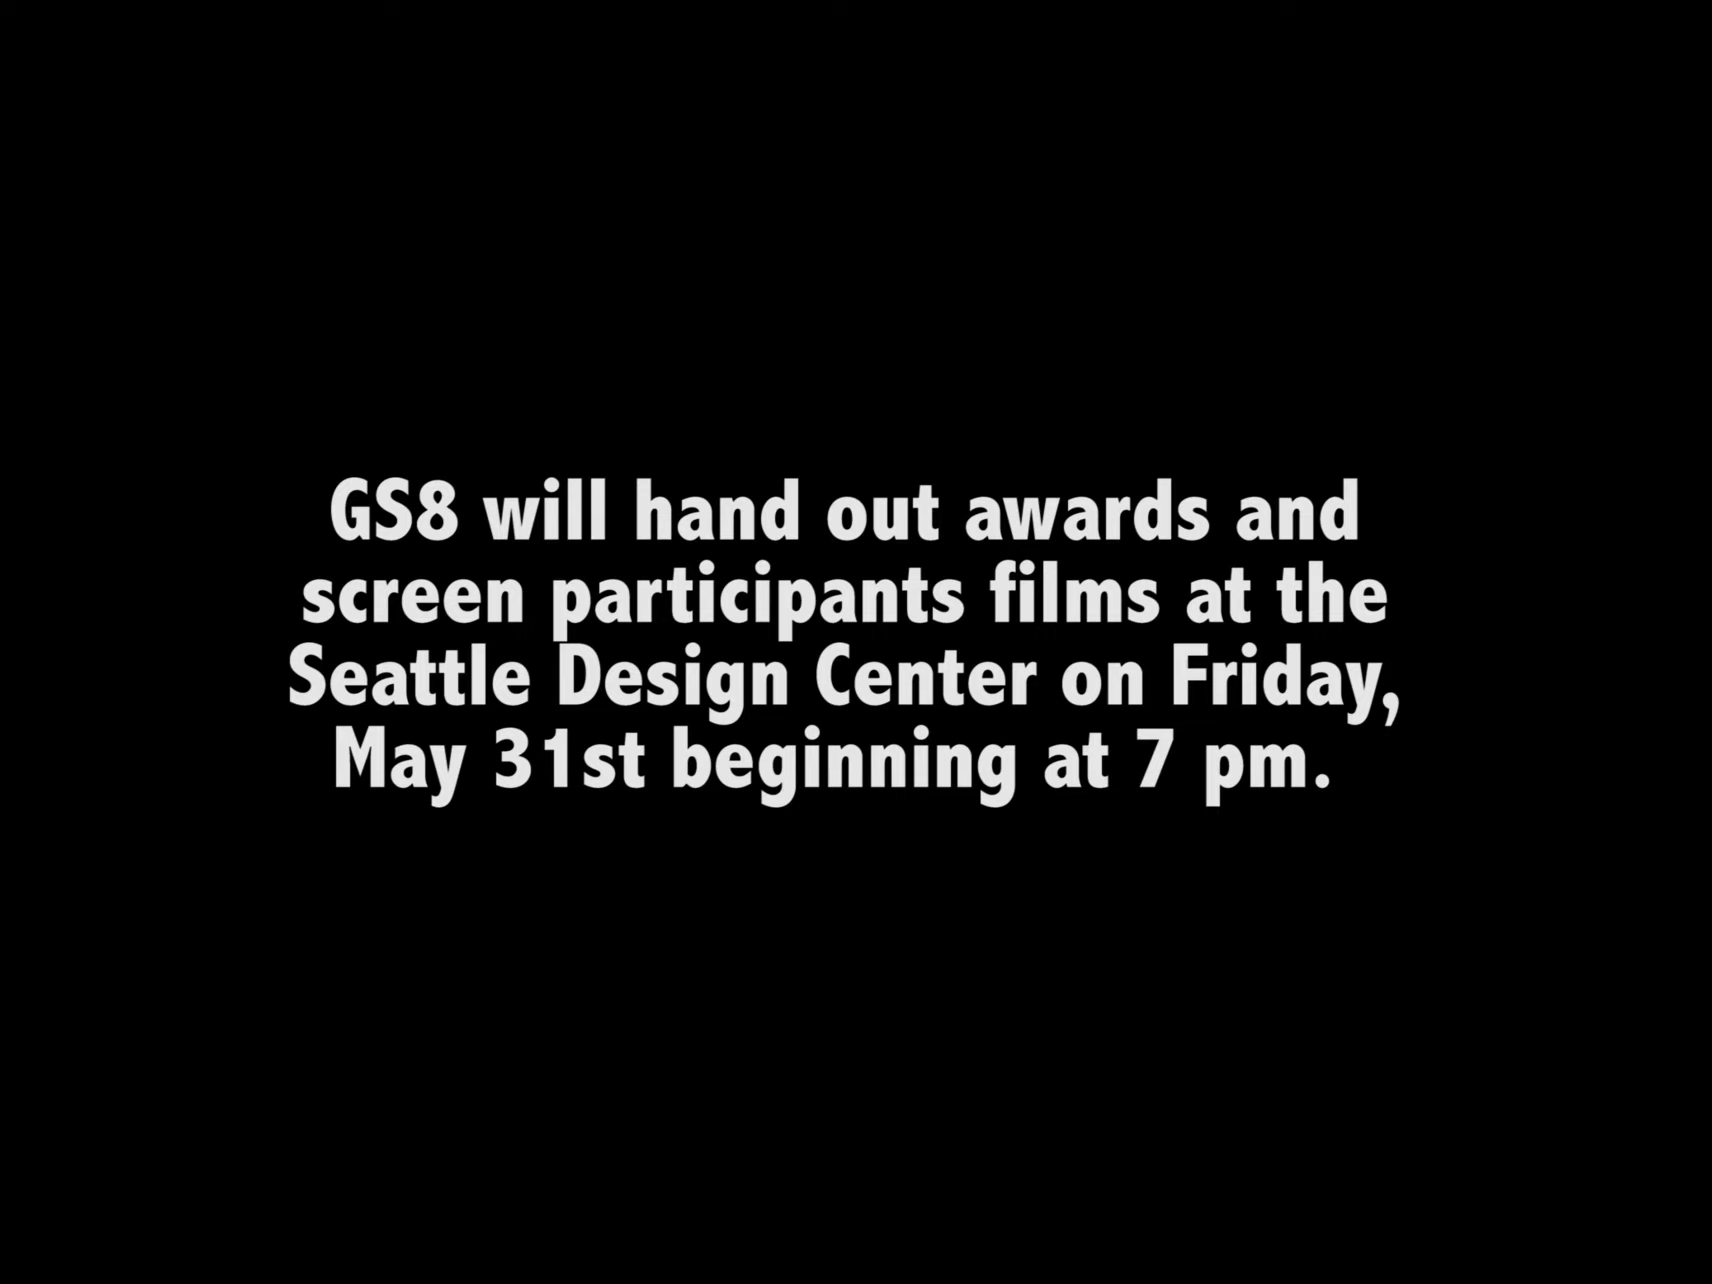 GS8 will hand out awards and
screen participants films at the
Seattle Design Center on Friday,
May 31st beginning at 7 pm.